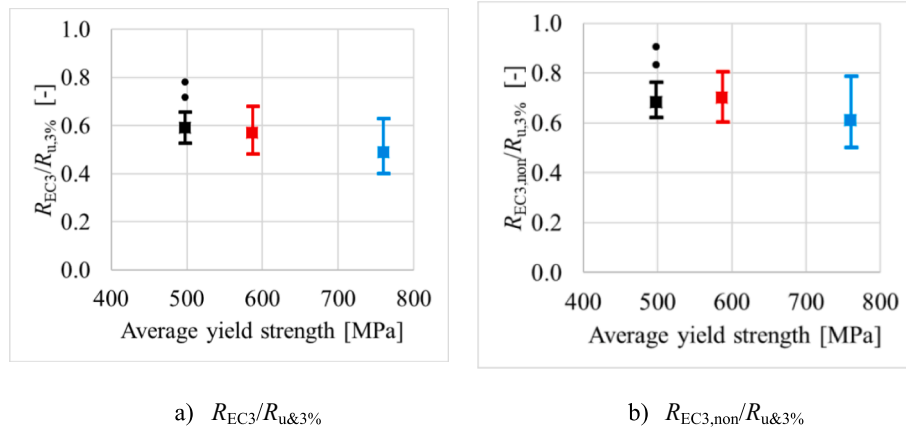 1.0
0.8
0.6
0.4
0.2
0.0
R_EC3/R_u,3% [-]
400 500 600 700 800
Average yield strength [MPa]
1.0
0.8
0.6
0.4
0.2
0.0
R_EC3,non/R_u,3% [-]
400 500 600 700 800
Average yield strength [MPa]
a) R_EC3/R_u&3%
b) R_EC3,non/R_u&3%